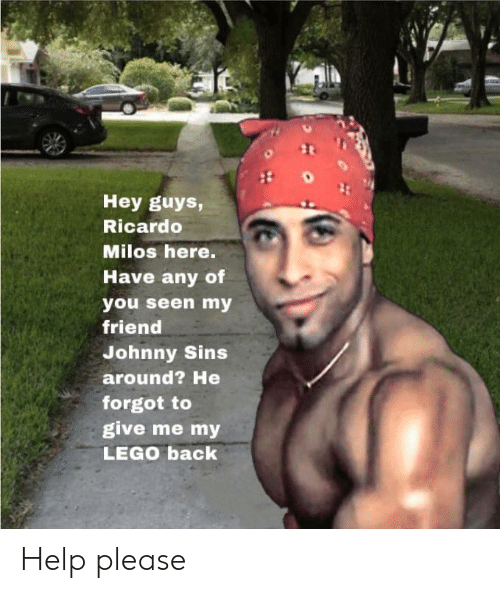 Hey guys,
Ricardo
Milos here.
Have any of
you seen my
friend
Johnny Sins
around? He
forgot to
give me my
LEGO back
Help please